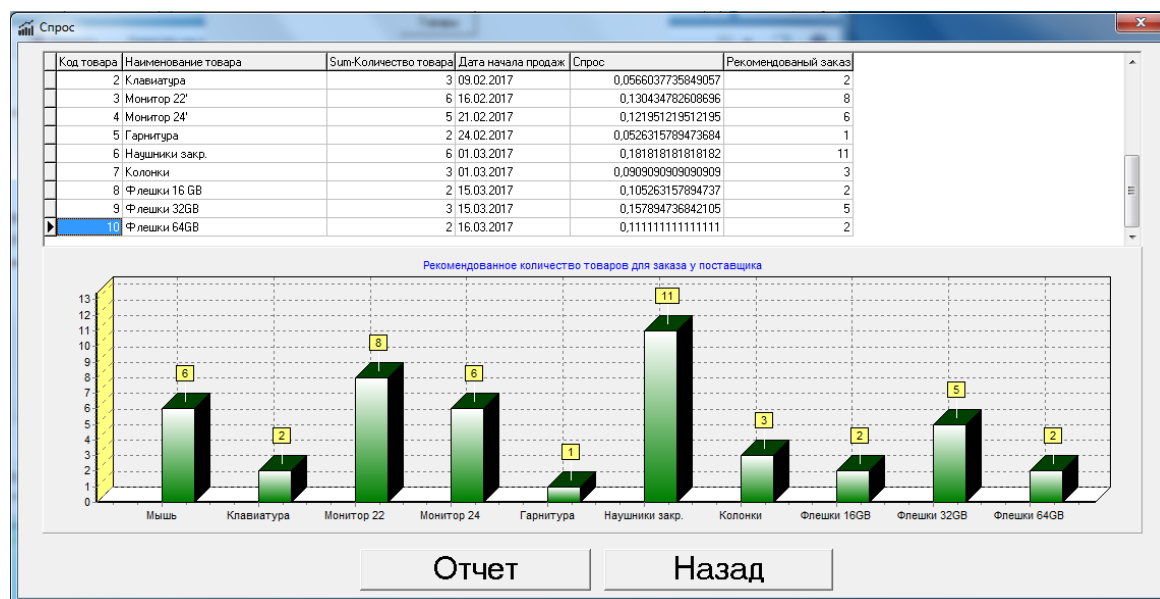 Спрос
Код товара Наименование товара Sum-Количество товара Дата начала продаж Спрос Рекомендованый заказ
2 Клавиатура 3 09.02.2017 0,0566037735849057 2
3 Монитор 22' 6 16.02.2017 0,130434782608696 8
4 Монитор 24' 5 21.02.2017 0,121951219512195 6
5 Гарнитура 2 24.02.2017 0,0526315789473684 1
6 Наушники закр. 6 01.03.2017 0,181818181818182 11
7 Колонки 3 01.03.2017 0,0909090909090909 3
8 Флешки 16 GB 2 15.03.2017 0,105263157894737 2
9 Флешки 32GB 3 15.03.2017 0,157894736842105 5
10 Флешки 64GB 2 16.03.2017 0,111111111111111 2
Рекомендованное количество товаров для заказа у поставщика
13
12
11
10
9
8
7
6
5
4
3
2
1
0
6 2 8 6 1 11 3 2 5 2
Мышь Клавиатура Монитор 22 Монитор 24 Гарнитура Наушники закр. Колонки Флешки 16GB Флешки 32GB Флешки 64GB
Отчет Назад